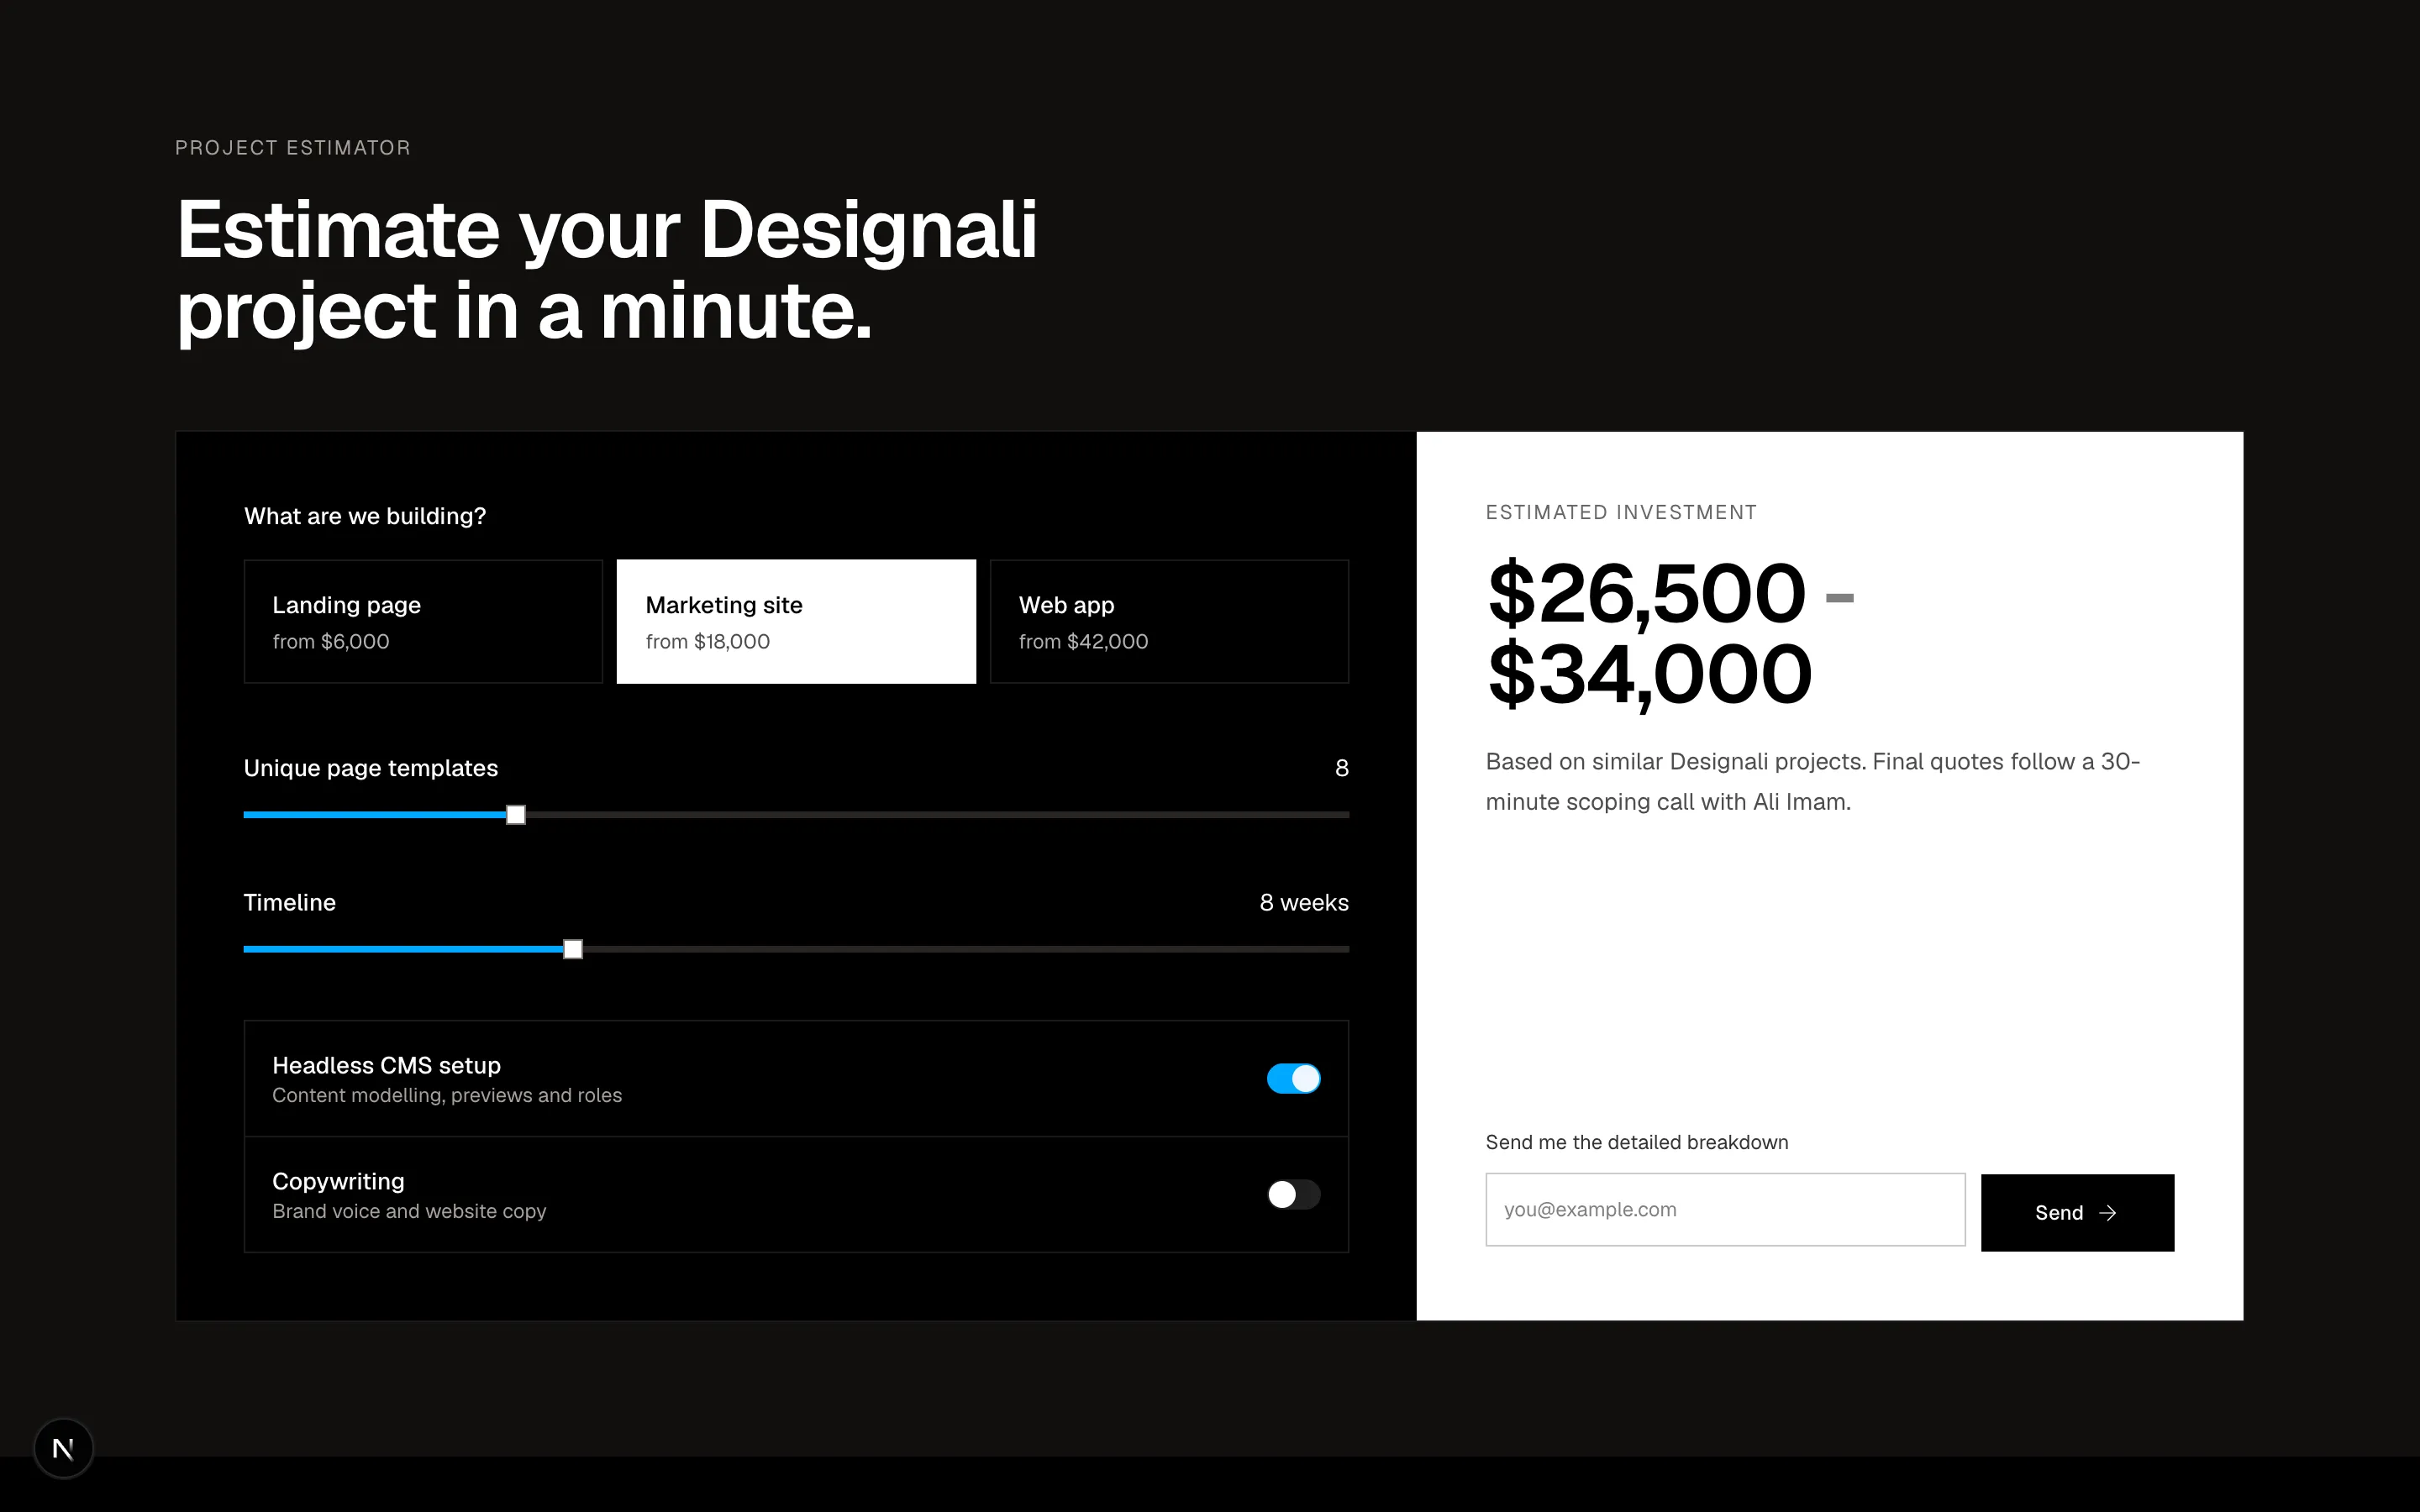 PROJECT ESTIMATOR
Estimate your Designali
project in a minute.
What are we building?
Landing page
from $6,000
Marketing site
from $18,000
Web app
from $42,000
Unique page templates
8
Timeline
8 weeks
Headless CMS setup
Content modelling, previews and roles
Copywriting
Brand voice and website copy
ESTIMATED INVESTMENT
$26,500 –
$34,000
Based on similar Designali projects. Final quotes follow a 30-
minute scoping call with Ali Imam.
Send me the detailed breakdown
you@example.com
Send →
N